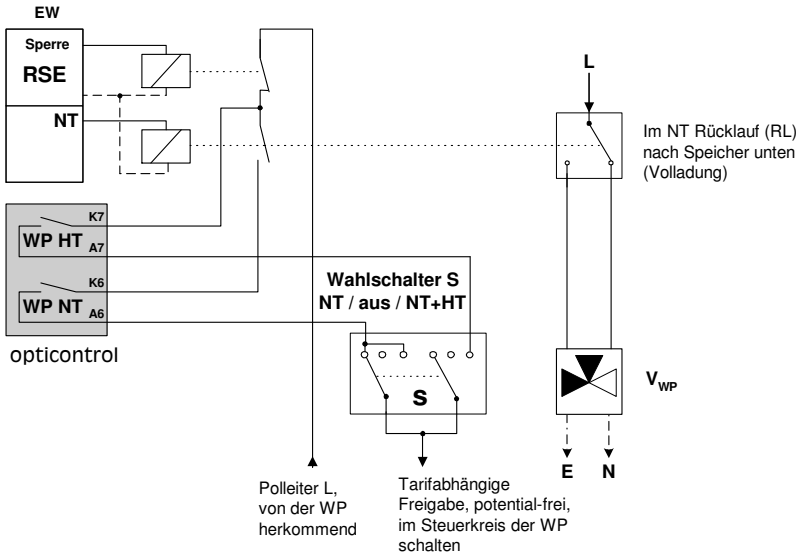 EW
Sperre
RSE
NT
K7
WP HT
A7
K6
WP NT
A6
opticontrol
Wahlschalter S
NT / aus / NT+HT
S
L
Im NT Rücklauf (RL)
nach Speicher unten
(Volladung)
VWP
E N
Polleiter L,
von der WP
herkommend
Tarifabhängige
Freigabe, potential-frei,
im Steuerkreis der WP
schalten